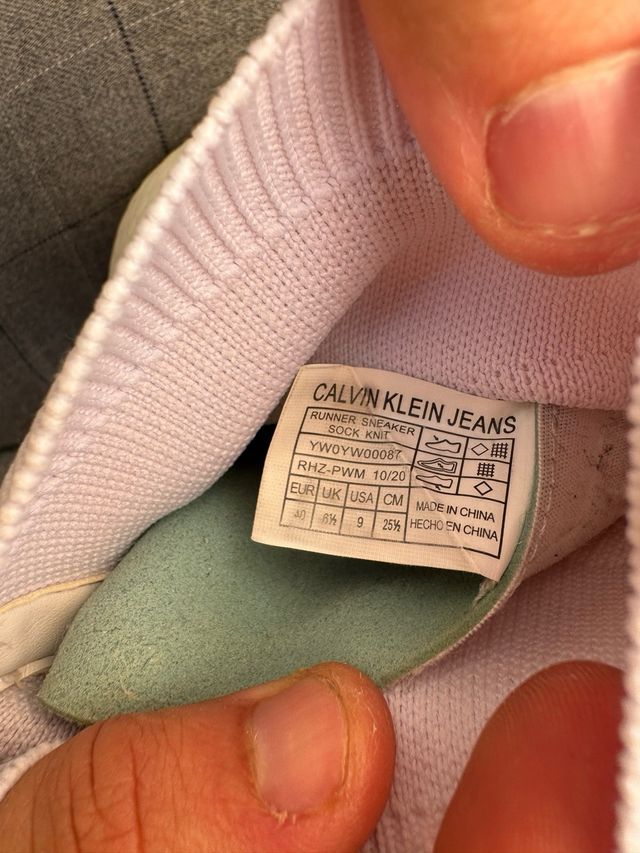 CALVIN KLEIN JEANS
RUNNER SNEAKER
SOCK KNIT
YW0YW00087
RHZ-PWM 10/20
EUR UK USA CM
40 6½ 9 25½
MADE IN CHINA
HECHO EN CHINA